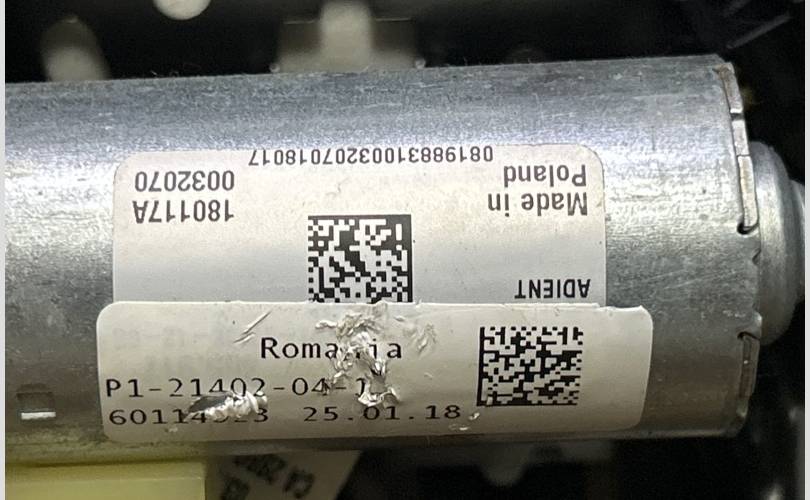 ADIENT
Made in 180117A
Poland 0032070
08198831003207018017
Romania
25.01.18